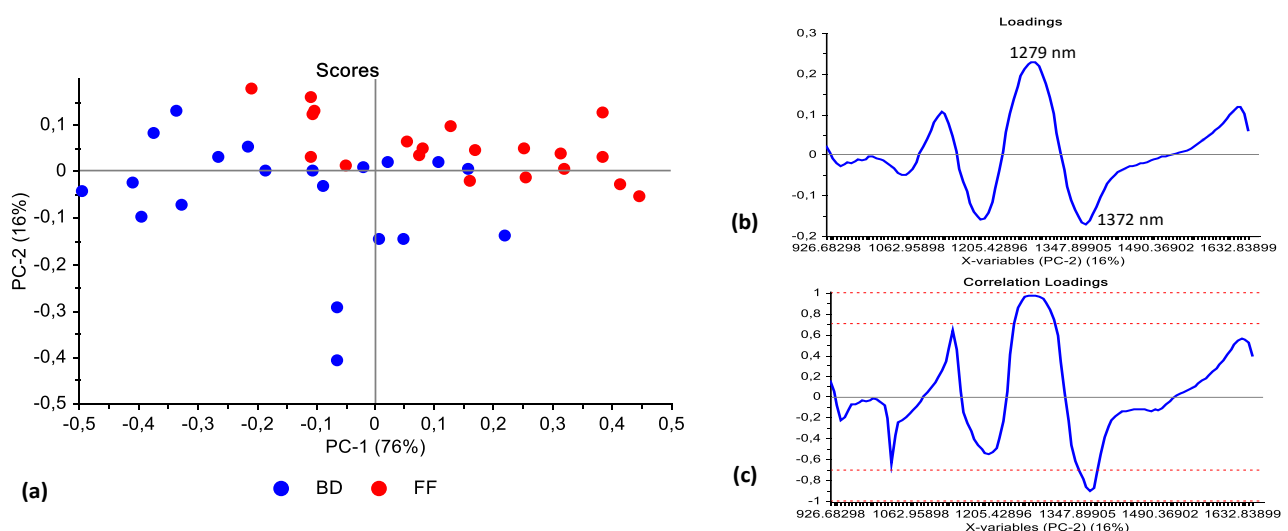 Scores
0,1
0
-0,1
-0,2
-0,3
-0,4
-0,5
PC-2 (16%)
-0,5 -0,4 -0,3 -0,2 -0,1 0 0,1 0,2 0,3 0,4 0,5
PC-1 (76%)
(a)
BD FF
Loadings
0,3
0,2
0,1
0
-0,1
-0,2
1279 nm
1372 nm
(b)
926.68298 1062.95898 1205.42896 1347.89905 1490.36902 1632.83899
X-variables (PC-2) (16%)
Correlation Loadings
1
0,8
0,6
0,4
0,2
0
-0,2
-0,4
-0,6
-0,8
-1
(c)
926.68298 1062.95898 1205.42896 1347.89905 1490.36902 1632.83899
X-variables (PC-2) (16%)